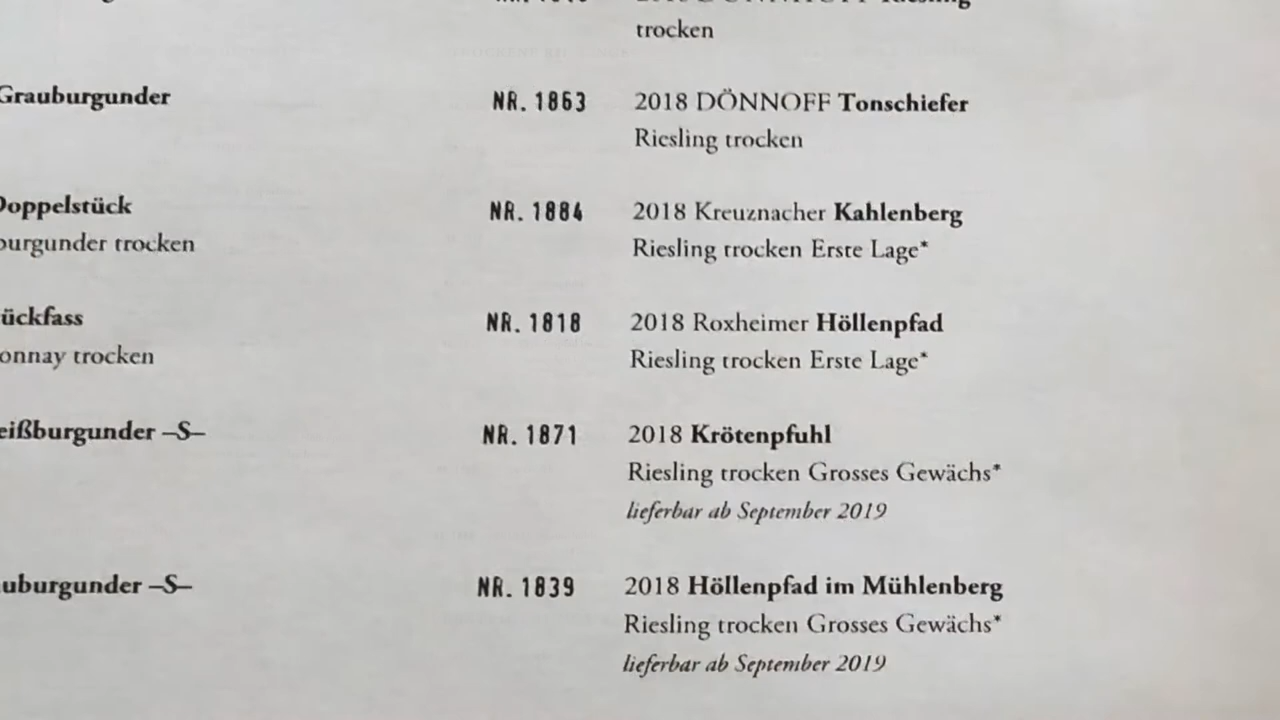 trocken
Grauburgunder
NR. 1863 2018 DÖNNOFF Tonschiefer
Riesling trocken
Doppelstück
NR. 1884 2018 Kreuznacher Kahlenberg
burgunder trocken
Riesling trocken Erste Lage*
ückfass
NR. 1818 2018 Roxheimer Höllenpfad
onnay trocken
Riesling trocken Erste Lage*
eißburgunder –S–
NR. 1871 2018 Krötenpfuhl
Riesling trocken Grosses Gewächs*
lieferbar ab September 2019
uburgunder –S–
NR. 1839 2018 Höllenpfad im Mühlenberg
Riesling trocken Grosses Gewächs*
lieferbar ab September 2019